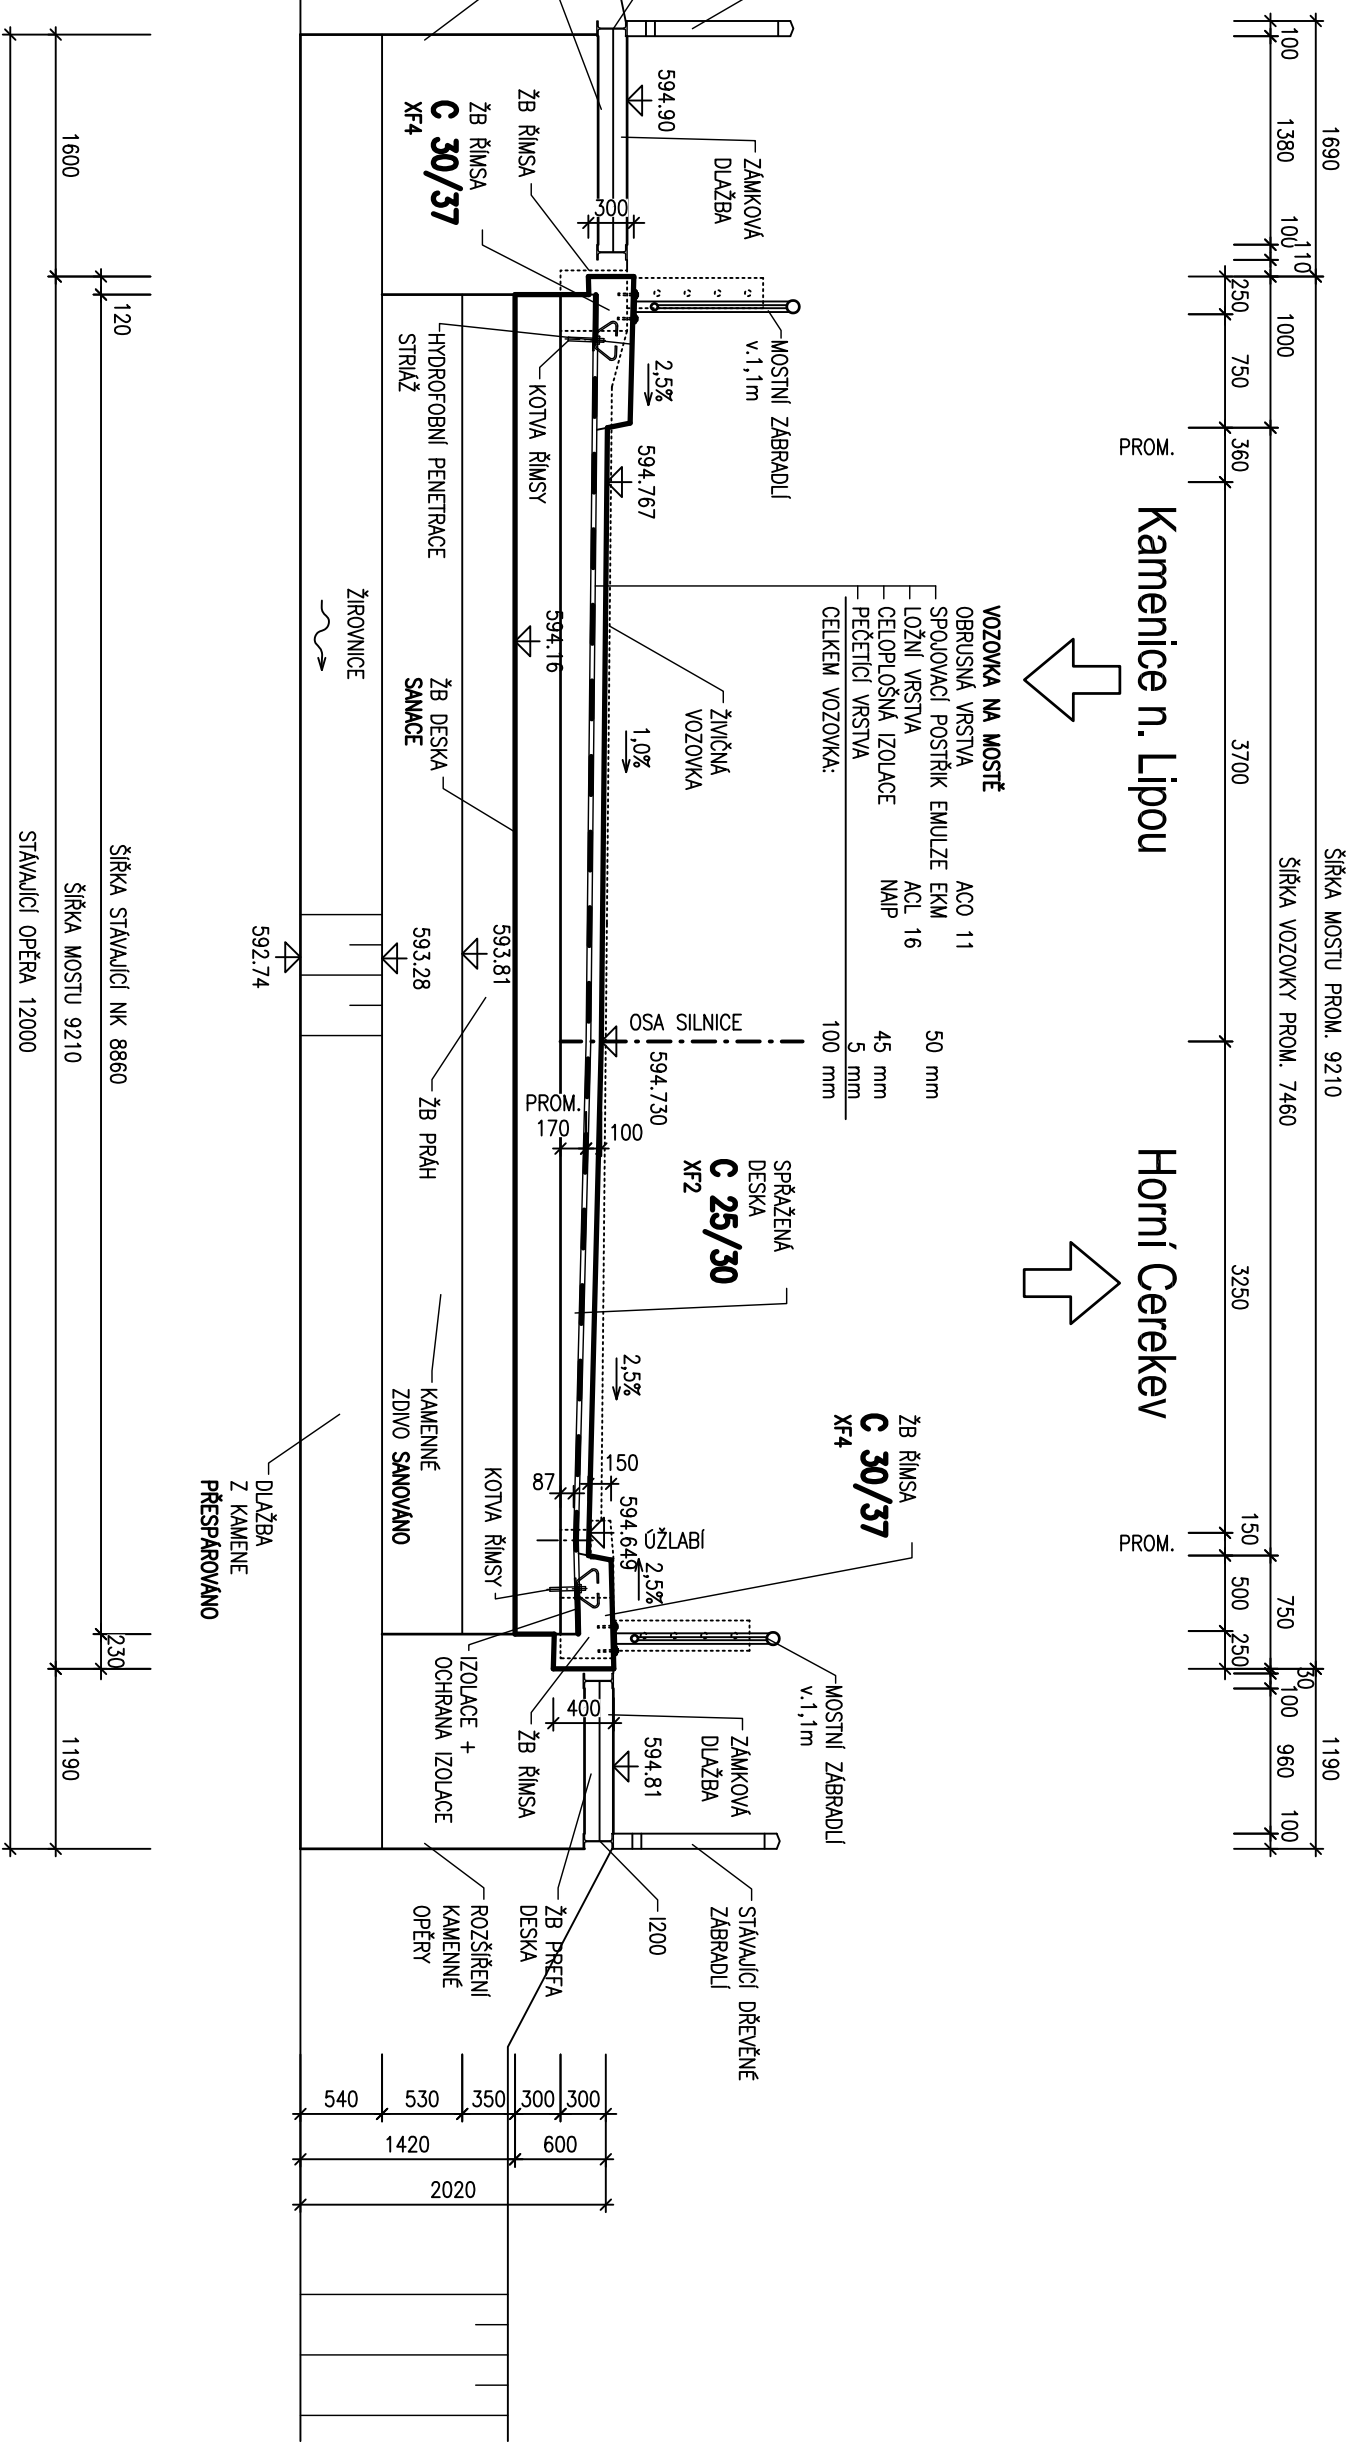 1690
ŠÍŘKA MOSTU PROM. 9210
1190
100
1380
100
110
1000
ŠÍŘKA VOZOVKY PROM. 7460
750
30
100
960
100
250
750
360
3700
3250
150
500
250
PROM.
PROM.
Kamenice n. Lipou
Horní Cerekev
VOZOVKA NA MOSTĚ
OBRUSNÁ VRSTVA ACO 11 50 mm
SPOJOVACÍ POSTŘIK EMULZE EKM
LOŽNÍ VRSTVA ACL 16 45 mm
CELOPLOŠNÁ IZOLACE NAIP 5 mm
PEČETÍCÍ VRSTVA
CELKEM VOZOVKA: 100 mm
ŽB ŘÍMSA
C 30/37
XF4
MOSTNÍ ZÁBRADLÍ
v.1,1m
MOSTNÍ ZÁBRADLÍ
v.1,1m
ZÁMKOVÁ
DLAŽBA
ŽIVIČNÁ
VOZOVKA
OSA SILNICE
SPŘAŽENÁ
DESKA
C 25/30
XF2
ÚŽLABÍ
ZÁMKOVÁ
DLAŽBA
STÁVAJÍCÍ DŘEVĚNÉ
ZÁBRADLÍ
594.90
2,5%
594.767
1,0%
594.730
2,5%
594.649
2,5%
594.81
I200
300
100
PROM.
170
150
87
400
ŽB ŘÍMSA
ŽB ŘÍMSA
C 30/37
XF4
KOTVA ŘÍMSY
HYDROFOBNÍ PENETRACE
STRIÁŽ
594.16
ŽB DESKA
SANACE
ŽIROVNICE
593.81
593.28
592.74
ŽB PRÁH
KAMENNÉ
ZDIVO SANOVÁNO
KOTVA ŘÍMSY
DLAŽBA
Z KAMENE
PŘESPÁROVÁNO
IZOLACE +
OCHRANA IZOLACE
ŽB ŘÍMSA
ŽB PREFA
DESKA
ROZŠÍŘENÍ
KAMENNÉ
OPĚRY
540
530
350
300
300
1420
600
2020
120
ŠÍŘKA STÁVAJÍCÍ NK 8860
230
1600
ŠÍŘKA MOSTU 9210
1190
STÁVAJÍCÍ OPĚRA 12000